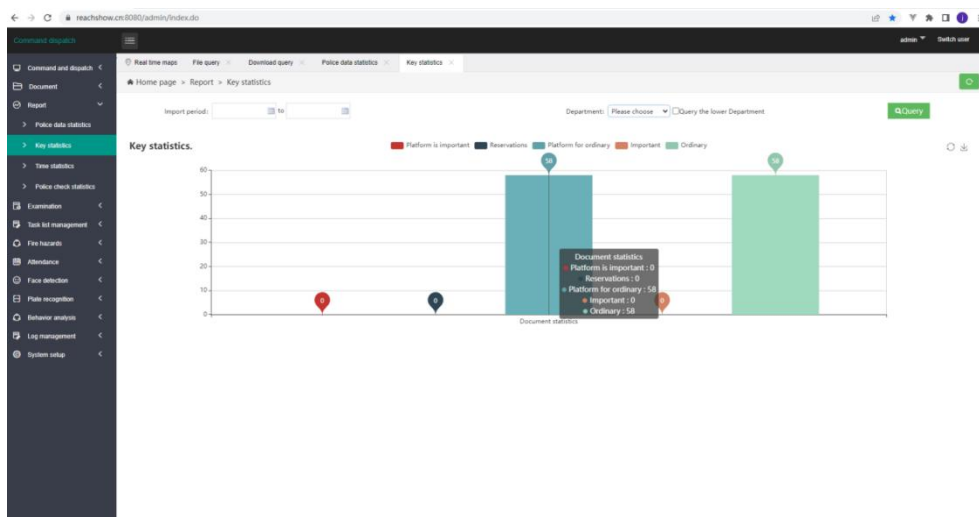 reachshow.cn:8080/admin/index.do
Command dispatch
admin
Switch user
Real time maps
File query
Download query
Police data statistics
Key statistics
Home page > Report > Key statistics
Import period:
to
Department:
Please choose
Query the lower Department
Query
Command and dispatch
Document
Report
Police data statistics
Key statistics
Time statistics
Police check statistics
Examination
Task list management
Fire hazards
Attendance
Face detection
Plate recognition
Behavior analysis
Log management
System setup
Key statistics.
Platform is important
Reservations
Platform for ordinary
Important
Ordinary
60
50
40
30
20
10
0
0
0
58
0
58
Document statistics
Platform is important : 0
Reservations : 0
Platform for ordinary : 58
Important : 0
Ordinary : 58
Document statistics